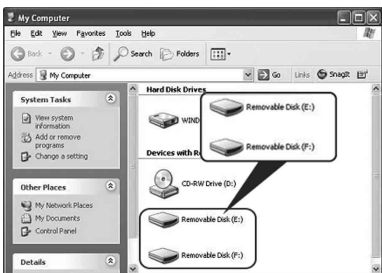 My Computer
File Edit View Favorites Tools Help
Back Search Folders
Address My Computer Go Links SnagIt
System Tasks
View system information
Add or remove programs
Change a setting
Other Places
My Network Places
My Documents
Control Panel
Details
Hard Disk Drives
WIND
Devices with R
CD-RW Drive (D:)
Removable Disk (E:)
Removable Disk (F:)
Removable Disk (E:)
Removable Disk (F:)